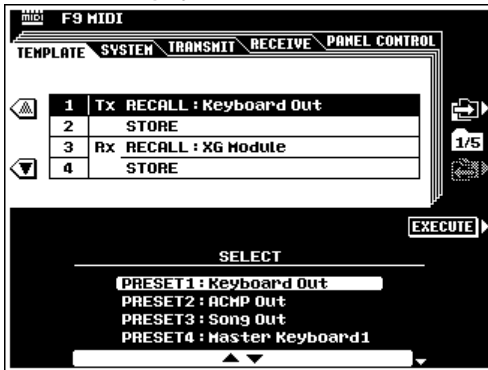 MIDI F9 MIDI
TEMPLATE SYSTEM TRANSMIT RECEIVE PANEL CONTROL
1 Tx RECALL : Keyboard Out
2 STORE
3 Rx RECALL : XG Module
4 STORE
1/5
EXECUTE
SELECT
PRESET1 : Keyboard Out
PRESET2 : ACMP Out
PRESET3 : Song Out
PRESET4 : Master Keyboard1